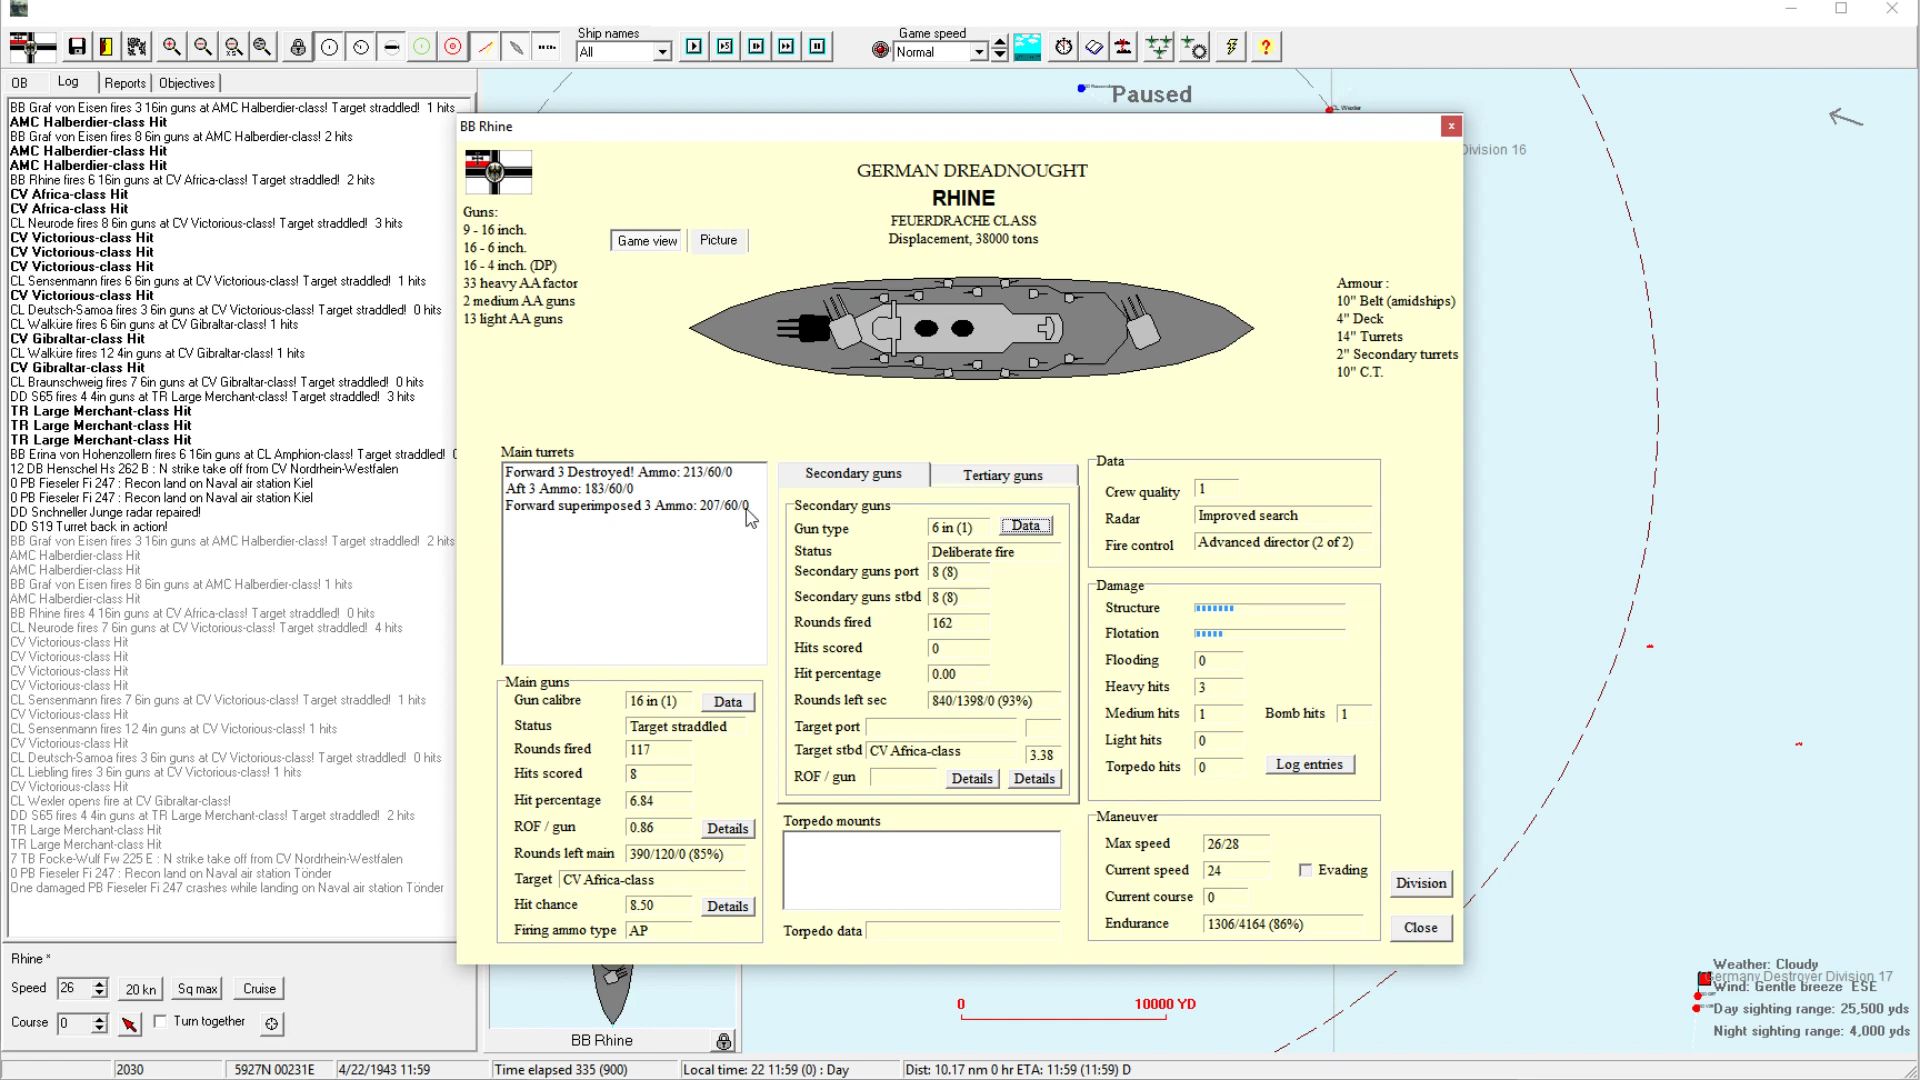 Ship names
All
Game speed
Normal
OB
Log
Reports
Objectives
BB Graf von Eisen fires 3 16in guns at AMC Halberdier-class! Target straddled! 1 hits
AMC Halberdier-class Hit
BB Graf von Eisen fires 8 6in guns at AMC Halberdier-class! 2 hits
AMC Halberdier-class Hit
AMC Halberdier-class Hit
BB Rhine fires 6 16in guns at CV Africa-class! Target straddled! 2 hits
CV Africa-class Hit
CV Africa-class Hit
CL Neurode fires 8 6in guns at CV Victorious-class! Target straddled! 3 hits
CV Victorious-class Hit
CV Victorious-class Hit
CV Victorious-class Hit
CL Sensenmann fires 6 6in guns at CV Victorious-class! Target straddled! 1 hits
CV Victorious-class Hit
CL Deutsch-Samoa fires 3 6in guns at CV Victorious-class! Target straddled! 0 hits
CL Walküre fires 6 6in guns at CV Gibraltar-class! 1 hits
CV Gibraltar-class Hit
CL Walküre fires 12 4in guns at CV Gibraltar-class! 1 hits
CV Gibraltar-class Hit
CL Braunschweig fires 7 6in guns at CV Gibraltar-class! Target straddled! 0 hits
DD S65 fires 4 4in guns at TR Large Merchant-class! Target straddled! 3 hits
TR Large Merchant-class Hit
TR Large Merchant-class Hit
TR Large Merchant-class Hit
BB Erina von Hohenzollern fires 6 16in guns at CL Amphion-class! Target straddled!
12 DB Henschel Hs 262 B : N strike take off from CV Nordrhein-Westfalen
0 PB Fieseler Fi 247 : Recon land on Naval air station Kiel
0 PB Fieseler Fi 247 : Recon land on Naval air station Kiel
DD Snchneller Junge radar repaired!
DD S19 Turret back in action!
BB Graf von Eisen fires 3 16in guns at AMC Halberdier-class! Target straddled! 2 hits
AMC Halberdier-class Hit
AMC Halberdier-class Hit
BB Graf von Eisen fires 8 6in guns at AMC Halberdier-class! 1 hits
AMC Halberdier-class Hit
BB Rhine fires 4 16in guns at CV Africa-class! Target straddled! 0 hits
CL Neurode fires 7 6in guns at CV Victorious-class! Target straddled! 4 hits
CV Victorious-class Hit
CV Victorious-class Hit
CV Victorious-class Hit
CV Victorious-class Hit
CL Sensenmann fires 7 6in guns at CV Victorious-class! Target straddled! 1 hits
CV Victorious-class Hit
CL Sensenmann fires 12 4in guns at CV Victorious-class! 1 hits
CV Victorious-class Hit
CL Deutsch-Samoa fires 3 6in guns at CV Victorious-class! Target straddled! 0 hits
CL Liebling fires 3 6in guns at CV Victorious-class! 1 hits
CV Victorious-class Hit
CL Wexler opens fire at CV Gibraltar-class!
DD S65 fires 4 4in guns at TR Large Merchant-class! Target straddled! 2 hits
TR Large Merchant-class Hit
TR Large Merchant-class Hit
7 TB Focke-Wulf Fw 225 E : N strike take off from CV Nordrhein-Westfalen
0 PB Fieseler Fi 247 : Recon land on Naval air station Tönder
One damaged PB Fieseler Fi 247 crashes while landing on Naval air station Tönder
Rhine *
Speed 26 20 kn Sq max Cruise
Course 0 Turn together
Paused
CL Wexler
Division 16
BB Rhine
GERMAN DREADNOUGHT
RHINE
FEUERDRACHE CLASS
Displacement, 38000 tons
Guns:
9 - 16 inch.
16 - 6 inch.
16 - 4 inch. (DP)
33 heavy AA factor
2 medium AA guns
13 light AA guns
Game view
Picture
Armour :
10" Belt (amidships)
4" Deck
14" Turrets
2" Secondary turrets
10" C.T.
Main turrets
Forward 3 Destroyed! Ammo: 213/60/0
Aft 3 Ammo: 183/60/0
Forward superimposed 3 Ammo: 207/60/0
Main guns
Gun calibre 16 in (1) Data
Status Target straddled
Rounds fired 117
Hits scored 8
Hit percentage 6.84
ROF / gun 0.86 Details
Rounds left main 390/120/0 (85%)
Target CV Africa-class
Hit chance 8.50 Details
Firing ammo type AP
Secondary guns
Tertiary guns
Secondary guns
Gun type 6 in (1) Data
Status Deliberate fire
Secondary guns port 8 (8)
Secondary guns stbd 8 (8)
Rounds fired 162
Hits scored 0
Hit percentage 0.00
Rounds left sec 840/1398/0 (93%)
Target port
Target stbd CV Africa-class 3.38
ROF / gun Details Details
Torpedo mounts
Torpedo data
Data
Crew quality 1
Radar Improved search
Fire control Advanced director (2 of 2)
Damage
Structure
Flotation
Flooding 0
Heavy hits 3
Medium hits 1 Bomb hits 1
Light hits 0
Torpedo hits 0 Log entries
Maneuver
Max speed 26/28
Current speed 24 Evading
Current course 0
Endurance 1306/4164 (86%)
Division
Close
BB Rhine
0 10000 YD
Weather: Cloudy
Germany Destroyer Division 17
Wind: Gentle breeze ESE
Day sighting range: 25,500 yds
Night sighting range: 4,000 yds
2030
5927N 00231E
4/22/1943 11:59
Time elapsed 335 (900)
Local time: 22 11:59 (0) : Day
Dist: 10.17 nm 0 hr ETA: 11:59 (11:59) D